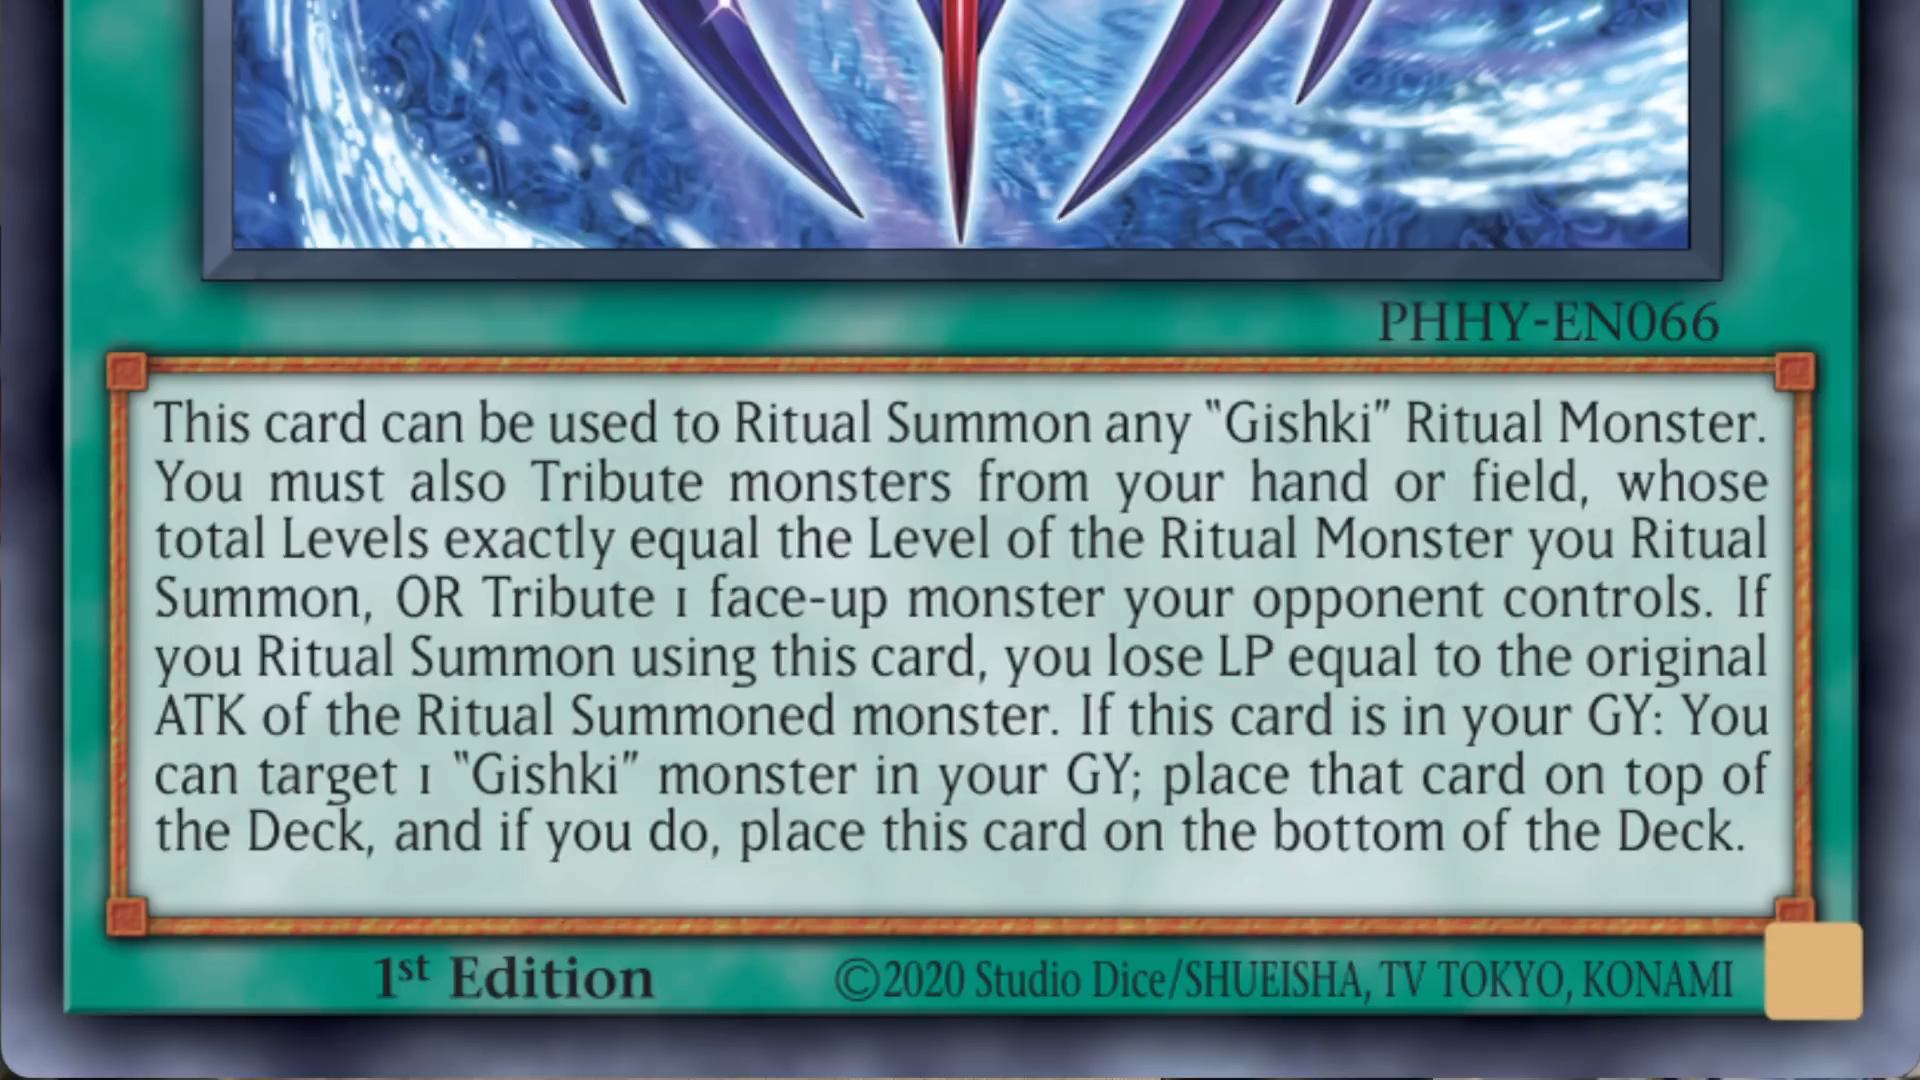 PHHY-EN066
This card can be used to Ritual Summon any "Gishki" Ritual Monster.
You must also Tribute monsters from your hand or field, whose
total Levels exactly equal the Level of the Ritual Monster you Ritual
Summon, OR Tribute 1 face-up monster your opponent controls. If
you Ritual Summon using this card, you lose LP equal to the original
ATK of the Ritual Summoned monster. If this card is in your GY: You
can target 1 "Gishki" monster in your GY; place that card on top of
the Deck, and if you do, place this card on the bottom of the Deck.
1st Edition
©2020 Studio Dice/SHUEISHA, TV TOKYO, KONAMI